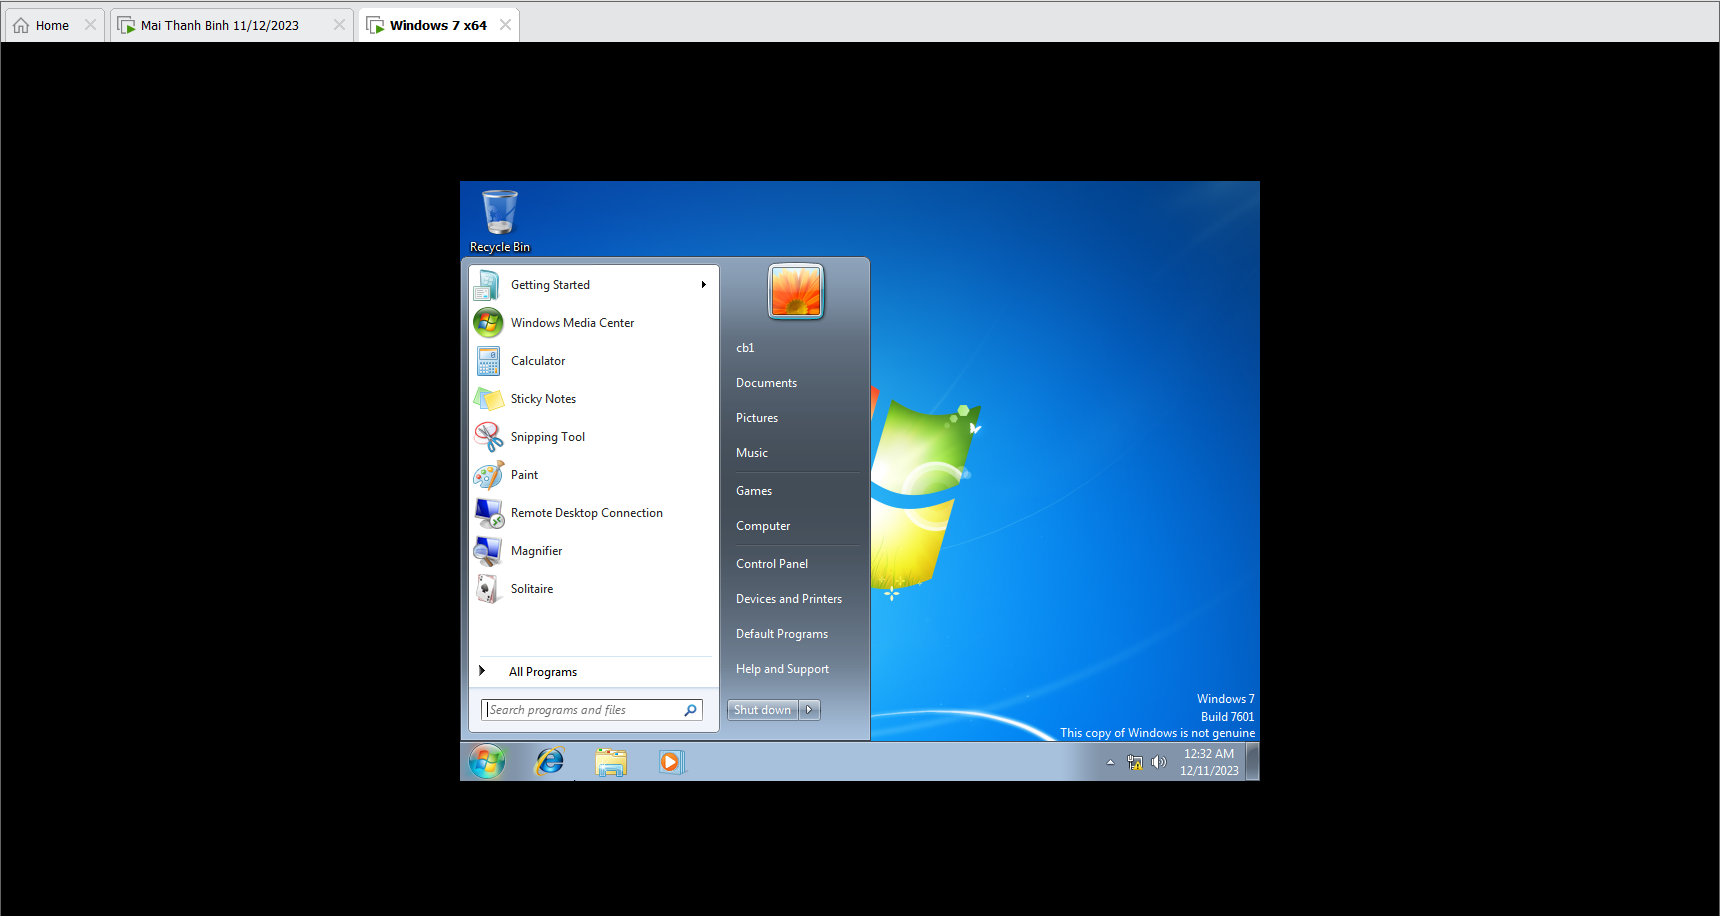 Home
Mai Thanh Binh 11/12/2023
Windows 7 x64
Recycle Bin
Getting Started
Windows Media Center
Calculator
Sticky Notes
Snipping Tool
Paint
Remote Desktop Connection
Magnifier
Solitaire
All Programs
Search programs and files
cb1
Documents
Pictures
Music
Games
Computer
Control Panel
Devices and Printers
Default Programs
Help and Support
Shut down
Windows 7
Build 7601
This copy of Windows is not genuine
12:32 AM
12/11/2023